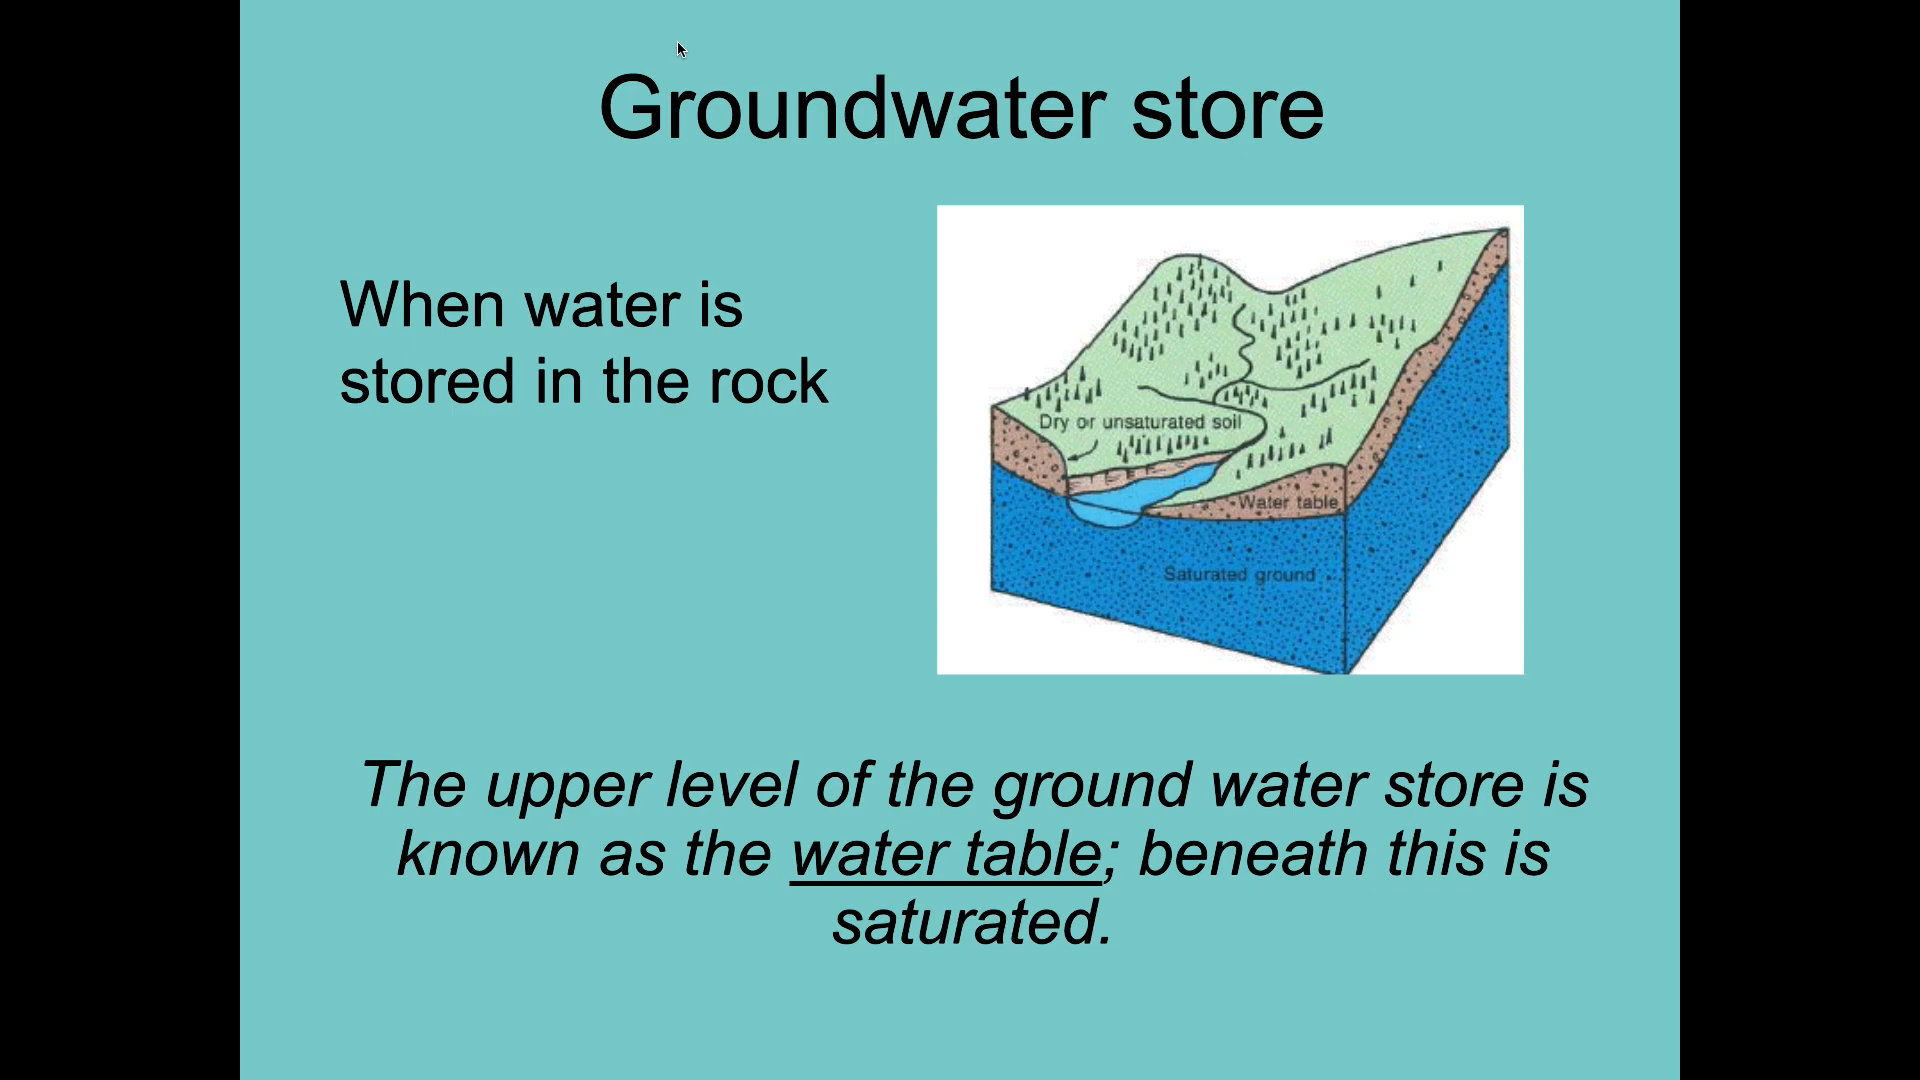 Groundwater store
When water is
stored in the rock
Dry or unsaturated soil
Water table
Saturated ground
The upper level of the ground water store is
known as the water table; beneath this is
saturated.